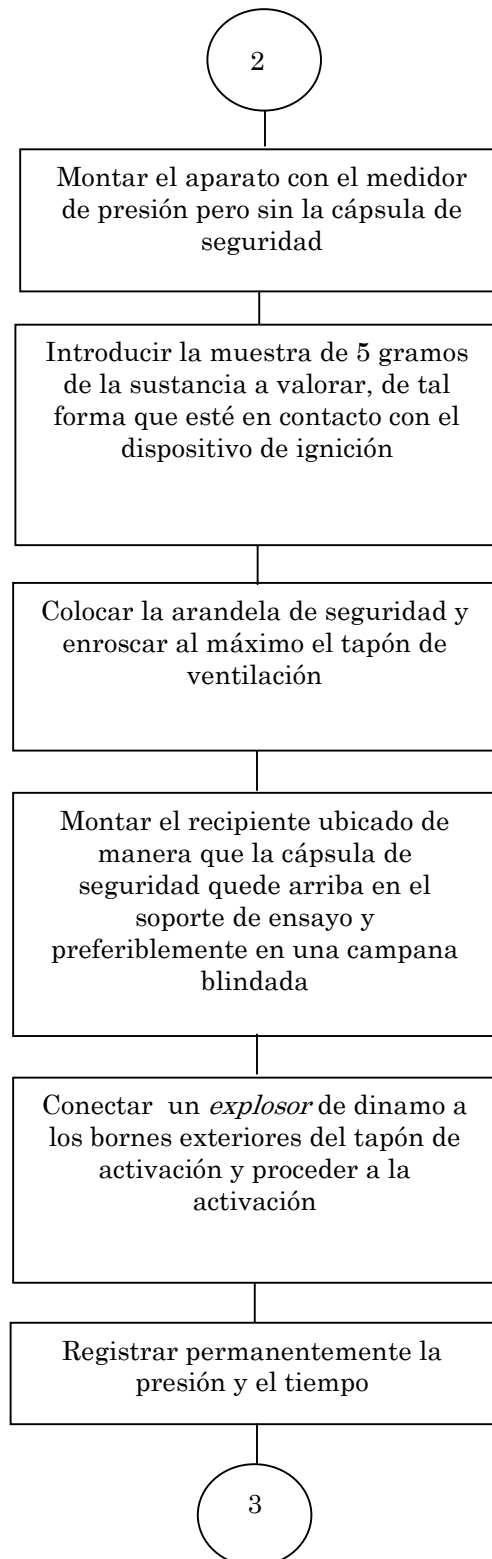 2
Montar el aparato con el medidor
de presión pero sin la cápsula de
seguridad
Introducir la muestra de 5 gramos
de la sustancia a valorar, de tal
forma que esté en contacto con el
dispositivo de ignición
Colocar la arandela de seguridad y
enroscar al máximo el tapón de
ventilación
Montar el recipiente ubicado de
manera que la cápsula de
seguridad quede arriba en el
soporte de ensayo y
preferiblemente en una campana
blindada
Conectar un explosor de dinamo a
los bornes exteriores del tapón de
activación y proceder a la
activación
Registrar permanentemente la
presión y el tiempo
3